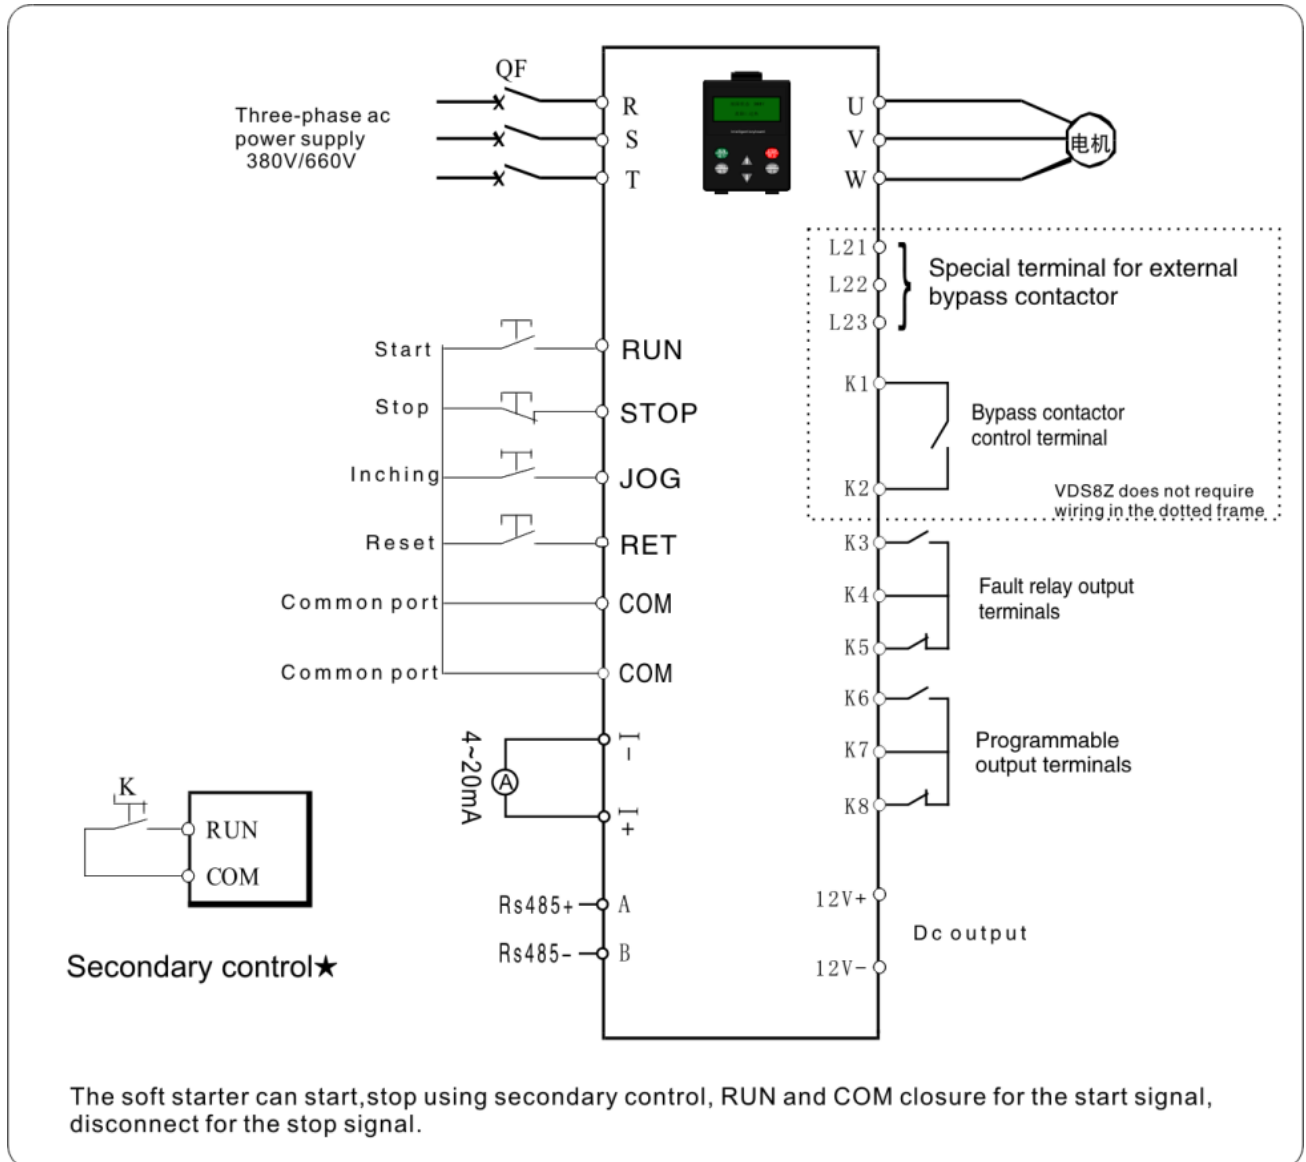 QF
Three-phase ac
power supply
380V/660V
R
S
T
U
V
W
电机
L21
L22
L23
Special terminal for external
bypass contactor
Start
RUN
Stop
STOP
Inching
JOG
Reset
RET
Common port
COM
Common port
COM
K1
Bypass contactor
control terminal
K2
VDS8Z does not require
wiring in the dotted frame
K3
K4
Fault relay output
terminals
K5
K6
K7
Programmable
output terminals
K8
4~20mA
A
I-
I+
K
RUN
COM
Secondary control★
Rs485+
A
Rs485-
B
12V+
Dc output
12V-
The soft starter can start,stop using secondary control, RUN and COM closure for the start signal,
disconnect for the stop signal.